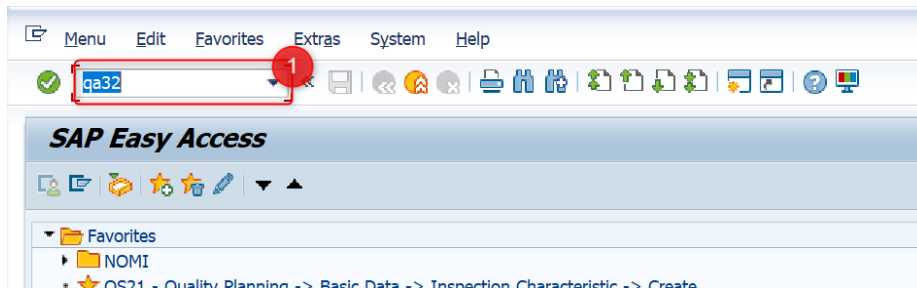 Menu Edit Favorites Extras System Help
qa32
1
SAP Easy Access
Favorites
NOMI
QS21 - Quality Planning -> Basic Data -> Inspection Characteristic -> Create